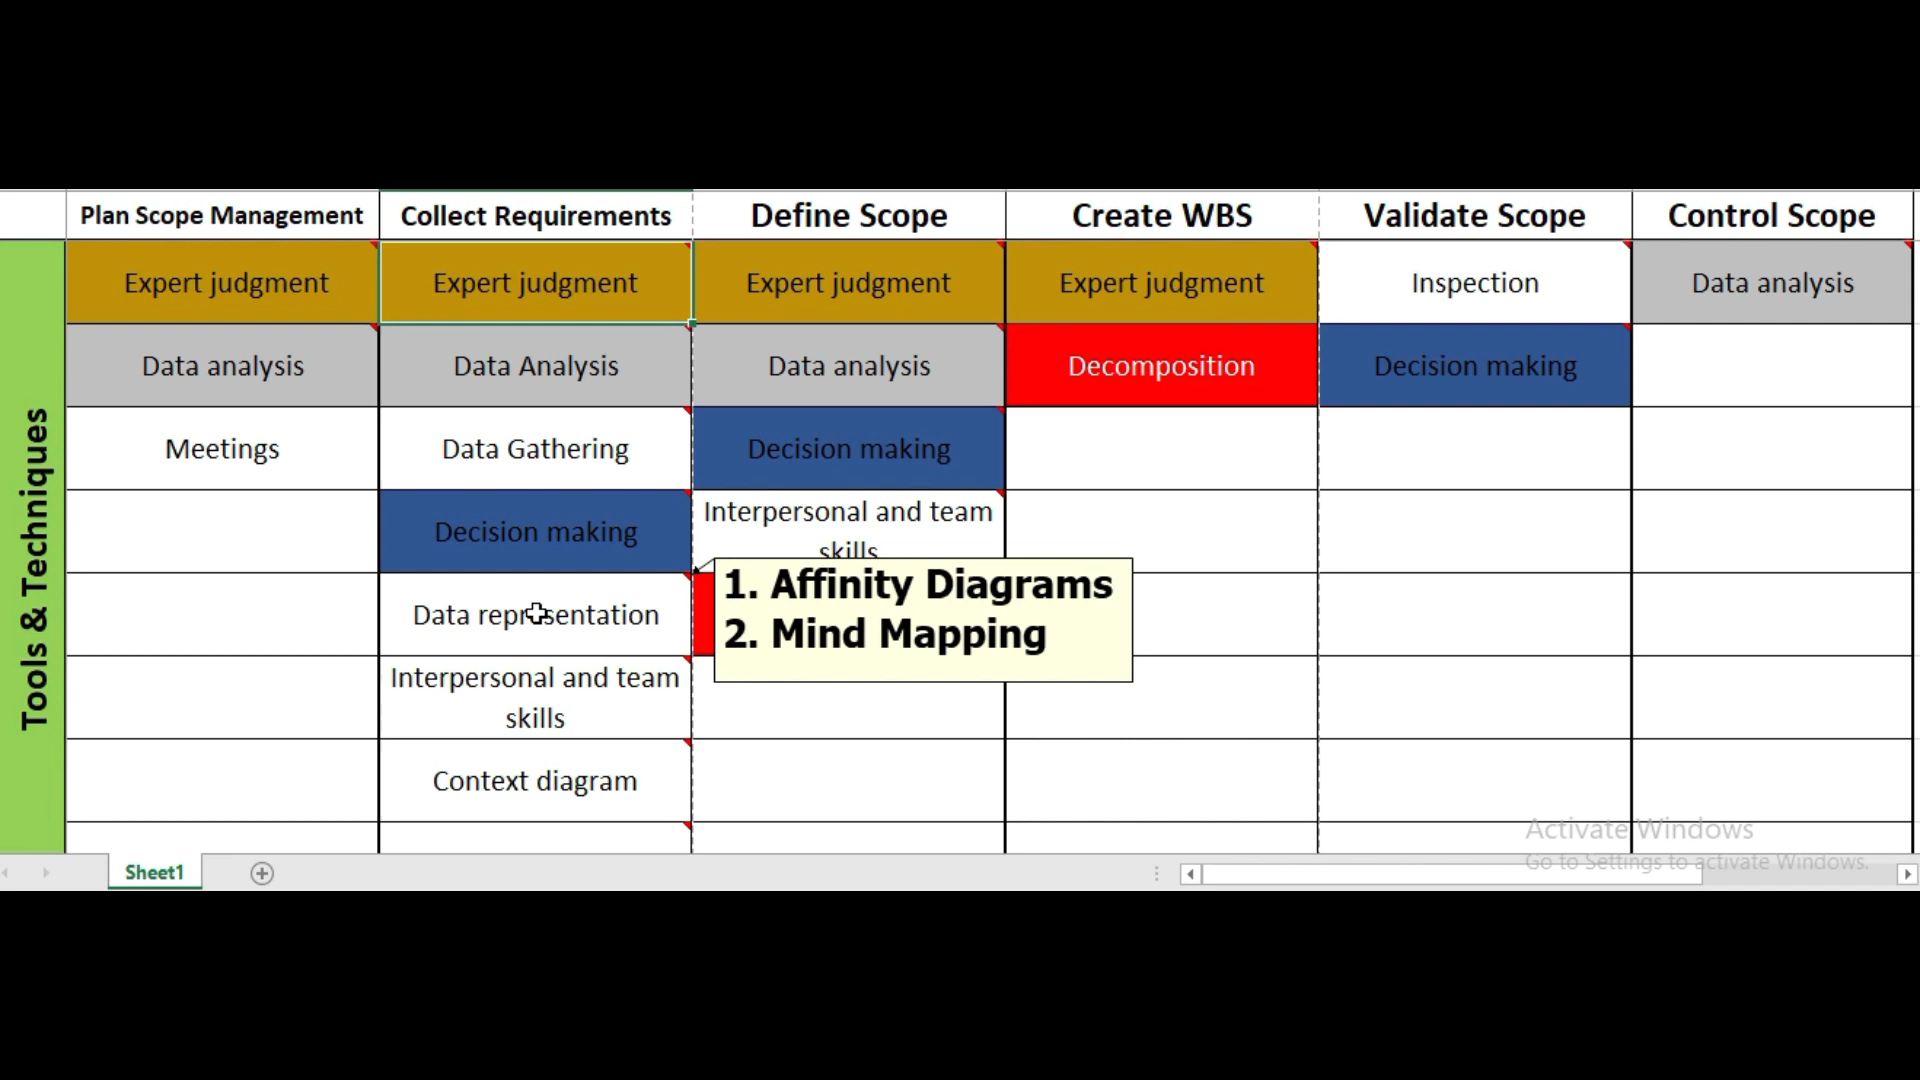 Plan Scope Management Collect Requirements Define Scope Create WBS Validate Scope Control Scope
Tools & Techniques
Expert judgment Expert judgment Expert judgment Expert judgment Inspection Data analysis
Data analysis Data Analysis Data analysis Decomposition Decision making
Meetings Data Gathering Decision making
Decision making Interpersonal and team
skills
1. Affinity Diagrams
2. Mind Mapping
Data representation
Interpersonal and team
skills
Context diagram
Activate Windows
Go to Settings to activate Windows.
Sheet1